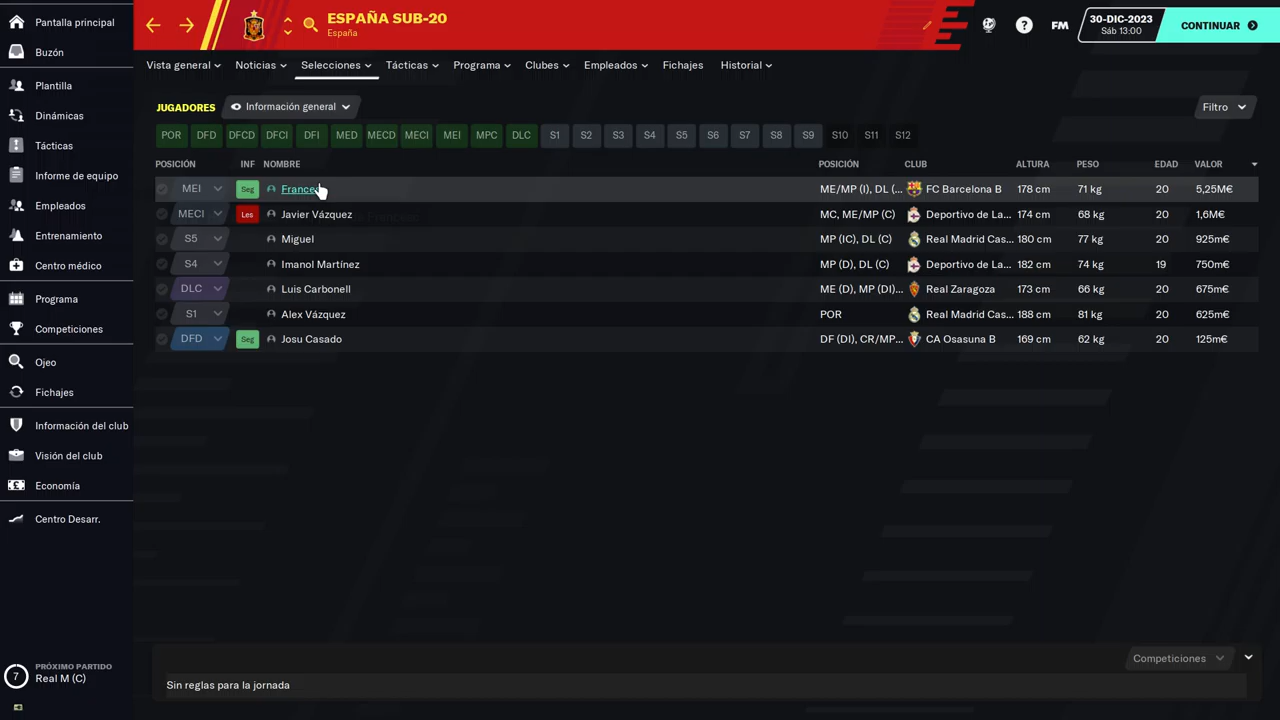 Pantalla principal
Buzón
Plantilla
Dinámicas
Tácticas
Informe de equipo
Empleados
Entrenamiento
Centro médico
Programa
Competiciones
Ojeo
Fichajes
Información del club
Visión del club
Economía
Centro Desarr.
7
PRÓXIMO PARTIDO
Real M (C)
ESPAÑA SUB-20
España
FM
30-DIC-2023
Sáb 13:00
CONTINUAR
Vista general Noticias Selecciones Tácticas Programa Clubes Empleados Fichajes Historial
JUGADORES Información general Filtro
POR DFD DFCD DFCI DFI MED MECD MECI MEI MPC DLC S1 S2 S3 S4 S5 S6 S7 S8 S9 S10 S11 S12
POSICIÓN INF NOMBRE POSICIÓN CLUB ALTURA PESO EDAD VALOR
MEI Seg ME/MP (I), DL (... FC Barcelona B 178 cm 71 kg 20 5,25M€
MECI Les Javier Vázquez MC, ME/MP (C) Deportivo de La... 174 cm 68 kg 20 1,6M€
S5 Miguel MP (IC), DL (C) Real Madrid Cas... 180 cm 77 kg 20 925m€
S4 Imanol Martínez MP (D), DL (C) Deportivo de La... 182 cm 74 kg 19 750m€
DLC Luis Carbonell ME (D), MP (DI)... Real Zaragoza 173 cm 66 kg 20 675m€
S1 Alex Vázquez POR Real Madrid Cas... 188 cm 81 kg 20 625m€
DFD Seg Josu Casado DF (DI), CR/MP... CA Osasuna B 169 cm 62 kg 20 125m€
Competiciones
Sin reglas para la jornada